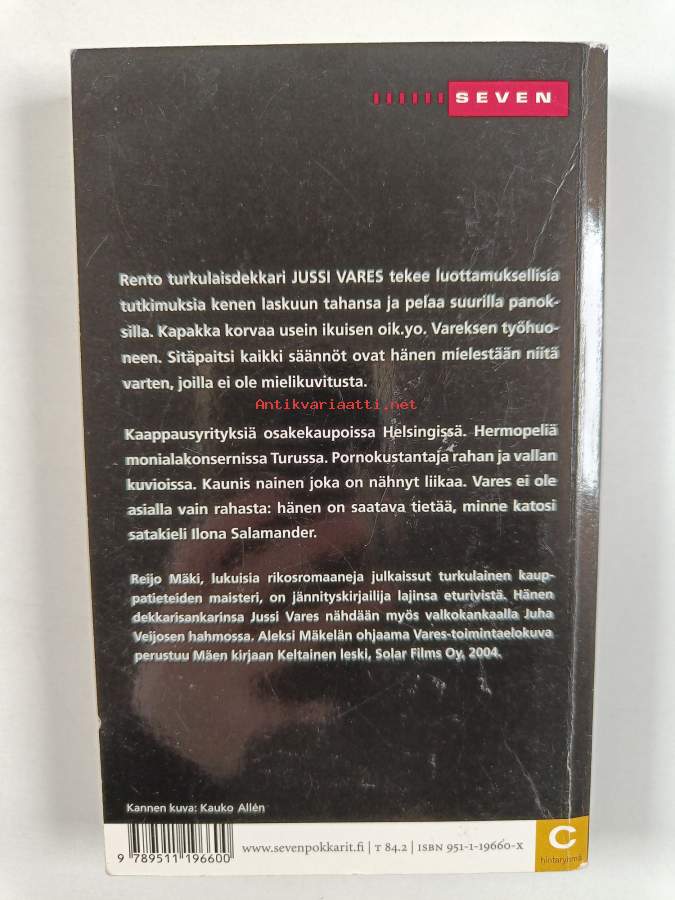 SEVEN
Rento turkulaisdekkari JUSSI VARES tekee luottamuksellisia
tutkimuksia kenen laskuun tahansa ja pelaa suurilla panok-
silla. Kapakka korvaa usein ikuisen oik.yo. Vareksen työhuo-
neen. Sitäpaitsi kaikki säännöt ovat hänen mielestään niitä
varten, joilla ei ole mielikuvitusta.
Antikvariaatti.net
Kaappausyrityksiä osakekaupoissa Helsingissä. Hermopeliä
monialakonsernissa Turussa. Pornokustantaja rahan ja vallan
kuvioissa. Kaunis nainen joka on nähnyt liikaa. Vares ei ole
asialla vain rahasta: hänen on saatava tietää, minne katosi
satakieli Ilona Salamander.
Reijo Mäki, lukuisia rikosromaaneja julkaissut turkulainen kaup-
patieteiden maisteri, on jännityskirjailija lajinsa eturivistä. Hänen
dekkarisankarinsa Jussi Vares nähdään myös valkokankaalla Juha
Veijosen hahmossa. Aleksi Mäkelän ohjaama Vares-toimintaelokuva
perustuu Mäen kirjaan Keltainen leski, Solar Films Oy, 2004.
Kannen kuva: Kauko Allén
www.sevenpokkarit.fi | T 84.2 | ISBN 951-1-19660-X
9 789511 196600
C
hintaryhmä